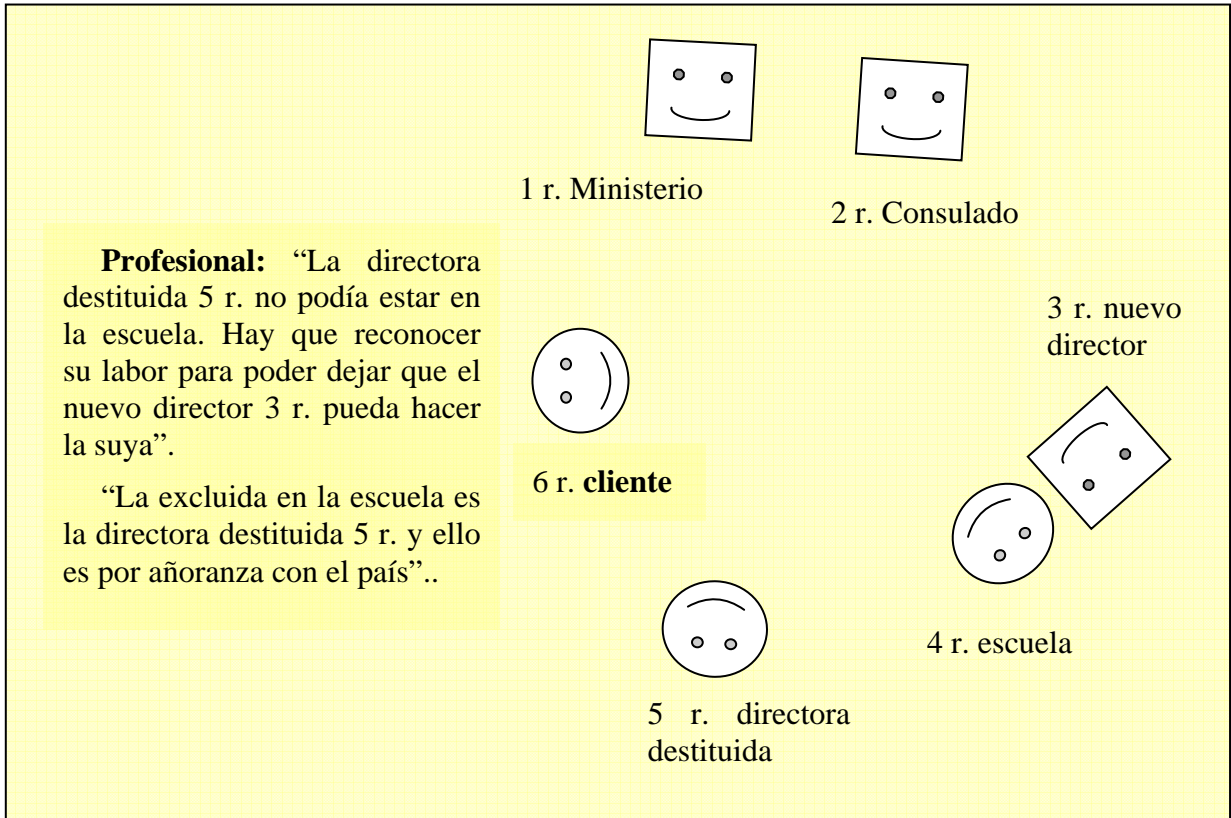 1 r. Ministerio
2 r. Consulado
Profesional: “La directora
destituida 5 r. no podía estar en
la escuela. Hay que reconocer
su labor para poder dejar que el
nuevo director 3 r. pueda hacer
la suya”.
“La excluida en la escuela es
la directora destituida 5 r. y ello
es por añoranza con el país”..
3 r. nuevo
director
6 r. cliente
4 r. escuela
5 r. directora
destituida